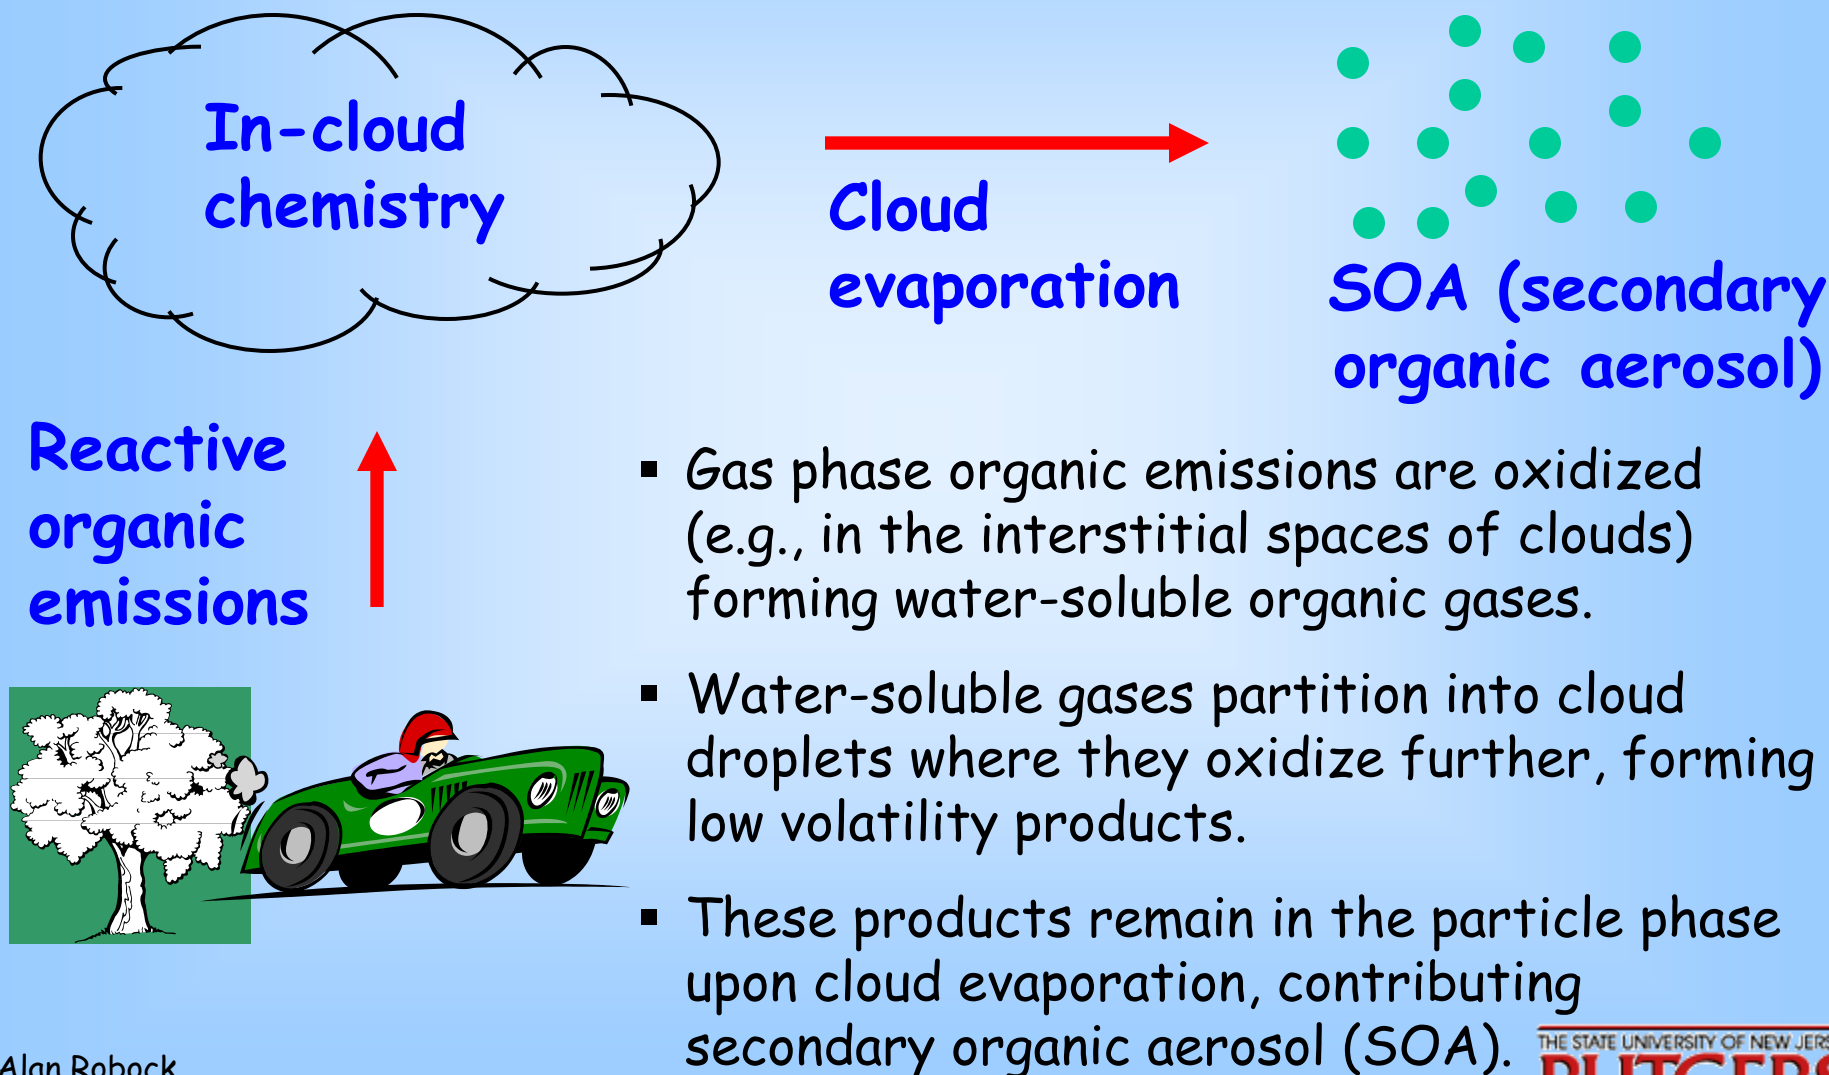 In-cloud
chemistry
Cloud
evaporation
SOA (secondary
organic aerosol)
Reactive
organic
emissions
▪ Gas phase organic emissions are oxidized
(e.g., in the interstitial spaces of clouds)
forming water-soluble organic gases.
▪ Water-soluble gases partition into cloud
droplets where they oxidize further, forming
low volatility products.
▪ These products remain in the particle phase
upon cloud evaporation, contributing
secondary organic aerosol (SOA).
Alan Robock
THE STATE UNIVERSITY OF NEW JERS
RUTGERS